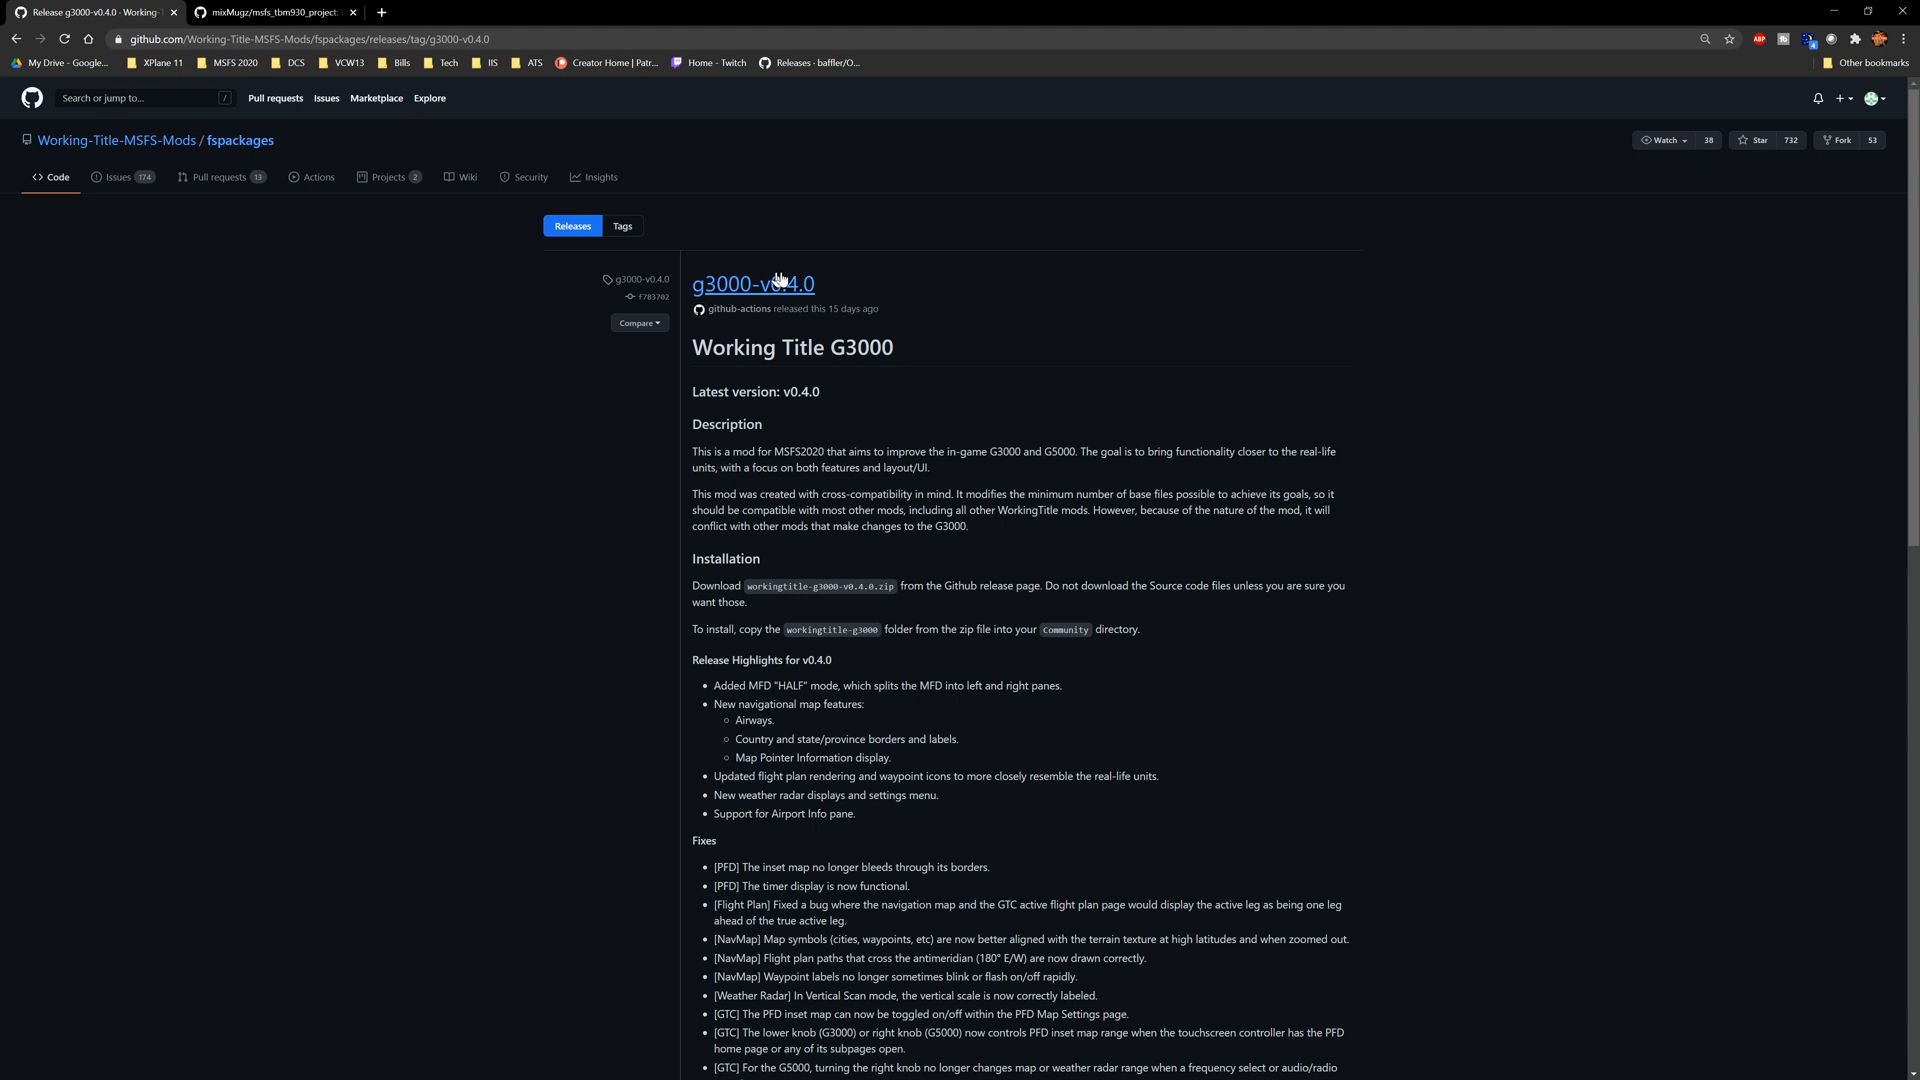 Release g3000-v0.4.0 · Working-
mixMugz/msfs_tbm930_project:
github.com/Working-Title-MSFS-Mods/fspackages/releases/tag/g3000-v0.4.0
ABP
4
My Drive - Google...
XPlane 11
MSFS 2020
DCS
VCW13
Bills
Tech
IIS
ATS
Creator Home | Patr...
Home - Twitch
Releases · baffler/O...
Other bookmarks
Search or jump to...
/
Pull requests
Issues
Marketplace
Explore
Working-Title-MSFS-Mods / fspackages
Watch 38
Star 732
Fork 53
Code
Issues 174
Pull requests 13
Actions
Projects 2
Wiki
Security
Insights
Releases
Tags
g3000-v0.4.0
f783702
Compare
g3000-v0.4.0
github-actions released this 15 days ago
Working Title G3000
Latest version: v0.4.0
Description
This is a mod for MSFS2020 that aims to improve the in-game G3000 and G5000. The goal is to bring functionality closer to the real-life
units, with a focus on both features and layout/UI.
This mod was created with cross-compatibility in mind. It modifies the minimum number of base files possible to achieve its goals, so it
should be compatible with most other mods, including all other WorkingTitle mods. However, because of the nature of the mod, it will
conflict with other mods that make changes to the G3000.
Installation
Download workingtitle-g3000-v0.4.0.zip from the Github release page. Do not download the Source code files unless you are sure you
want those.
To install, copy the workingtitle-g3000 folder from the zip file into your Community directory.
Release Highlights for v0.4.0
• Added MFD "HALF" mode, which splits the MFD into left and right panes.
• New navigational map features:
○ Airways.
○ Country and state/province borders and labels.
○ Map Pointer Information display.
• Updated flight plan rendering and waypoint icons to more closely resemble the real-life units.
• New weather radar displays and settings menu.
• Support for Airport Info pane.
Fixes
• [PFD] The inset map no longer bleeds through its borders.
• [PFD] The timer display is now functional.
• [Flight Plan] Fixed a bug where the navigation map and the GTC active flight plan page would display the active leg as being one leg
ahead of the true active leg.
• [NavMap] Map symbols (cities, waypoints, etc) are now better aligned with the terrain texture at high latitudes and when zoomed out.
• [NavMap] Flight plan paths that cross the antimeridian (180° E/W) are now drawn correctly.
• [NavMap] Waypoint labels no longer sometimes blink or flash on/off rapidly.
• [Weather Radar] In Vertical Scan mode, the vertical scale is now correctly labeled.
• [GTC] The PFD inset map can now be toggled on/off within the PFD Map Settings page.
• [GTC] The lower knob (G3000) or right knob (G5000) now controls PFD inset map range when the touchscreen controller has the PFD
home page or any of its subpages open.
• [GTC] For the G5000, turning the right knob no longer changes map or weather radar range when a frequency select or audio/radio